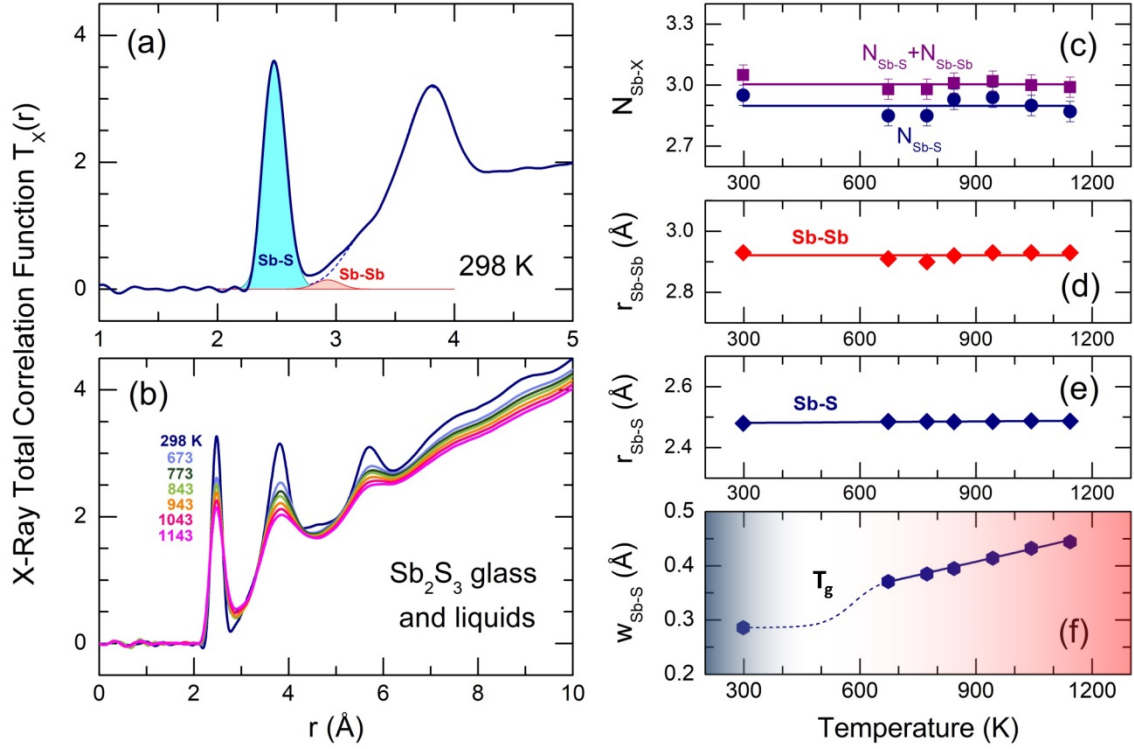 X-Ray Total Correlation Function T_X(r)
(a)
4
2
0
Sb-S
Sb-Sb
298 K
1 2 3 4 5
(b)
4
2
0
298 K
673
773
843
943
1043
1143
Sb₂S₃ glass
and liquids
0 2 4 6 8 10
r (Å)
(c)
N_Sb-X
3.3
3.0
2.7
N_Sb-S+N_Sb-Sb
N_Sb-S
300 600 900 1200
(d)
r_Sb-Sb (Å)
3.0
2.9
2.8
Sb-Sb
300 600 900 1200
(e)
r_Sb-S (Å)
2.6
2.5
2.4
Sb-S
300 600 900 1200
(f)
w_Sb-S (Å)
0.5
0.4
0.3
0.2
T_g
300 600 900 1200
Temperature (K)